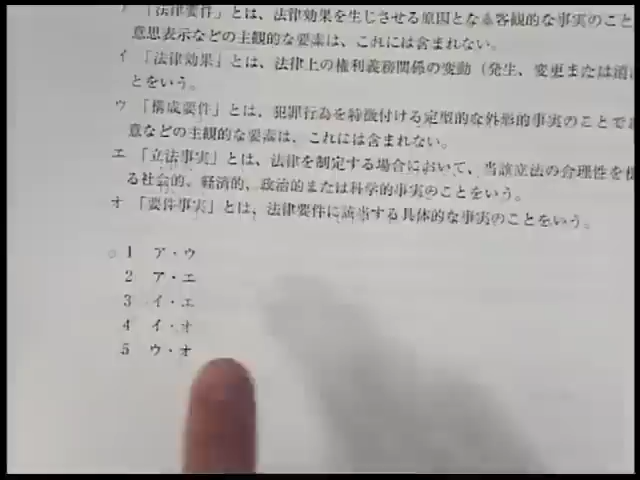 ア 「法律要件」とは、法律効果を生じさせる原因となる客観的な事実のこと
意思表示などの主観的な要素は、これには含まれない。
イ 「法律効果」とは、法律上の権利義務関係の変動（発生、変更または消
とをいう。
ウ 「構成要件」とは、犯罪行為を特徴付ける定型的な外形的事実のことで
意などの主観的な要素は、これには含まれない。
エ 「立法事実」とは、法律を制定する場合において、当該立法の合理性を
る社会的、経済的、政治的または科学的事実のことをいう。
オ 「要件事実」とは、法律要件に該当する具体的な事実のことをいう。
○ 1 ア・ウ
2 ア・エ
3 イ・エ
4 イ・オ
5 ウ・オ